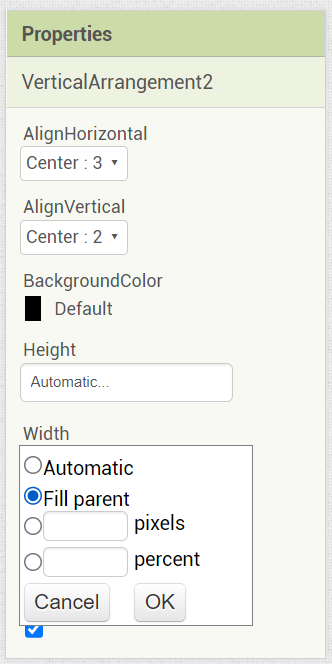 Properties
VerticalArrangement2
AlignHorizontal
Center : 3
AlignVertical
Center : 2
BackgroundColor
Default
Height
Automatic...
Width
Automatic
Fill parent
pixels
percent
Cancel OK